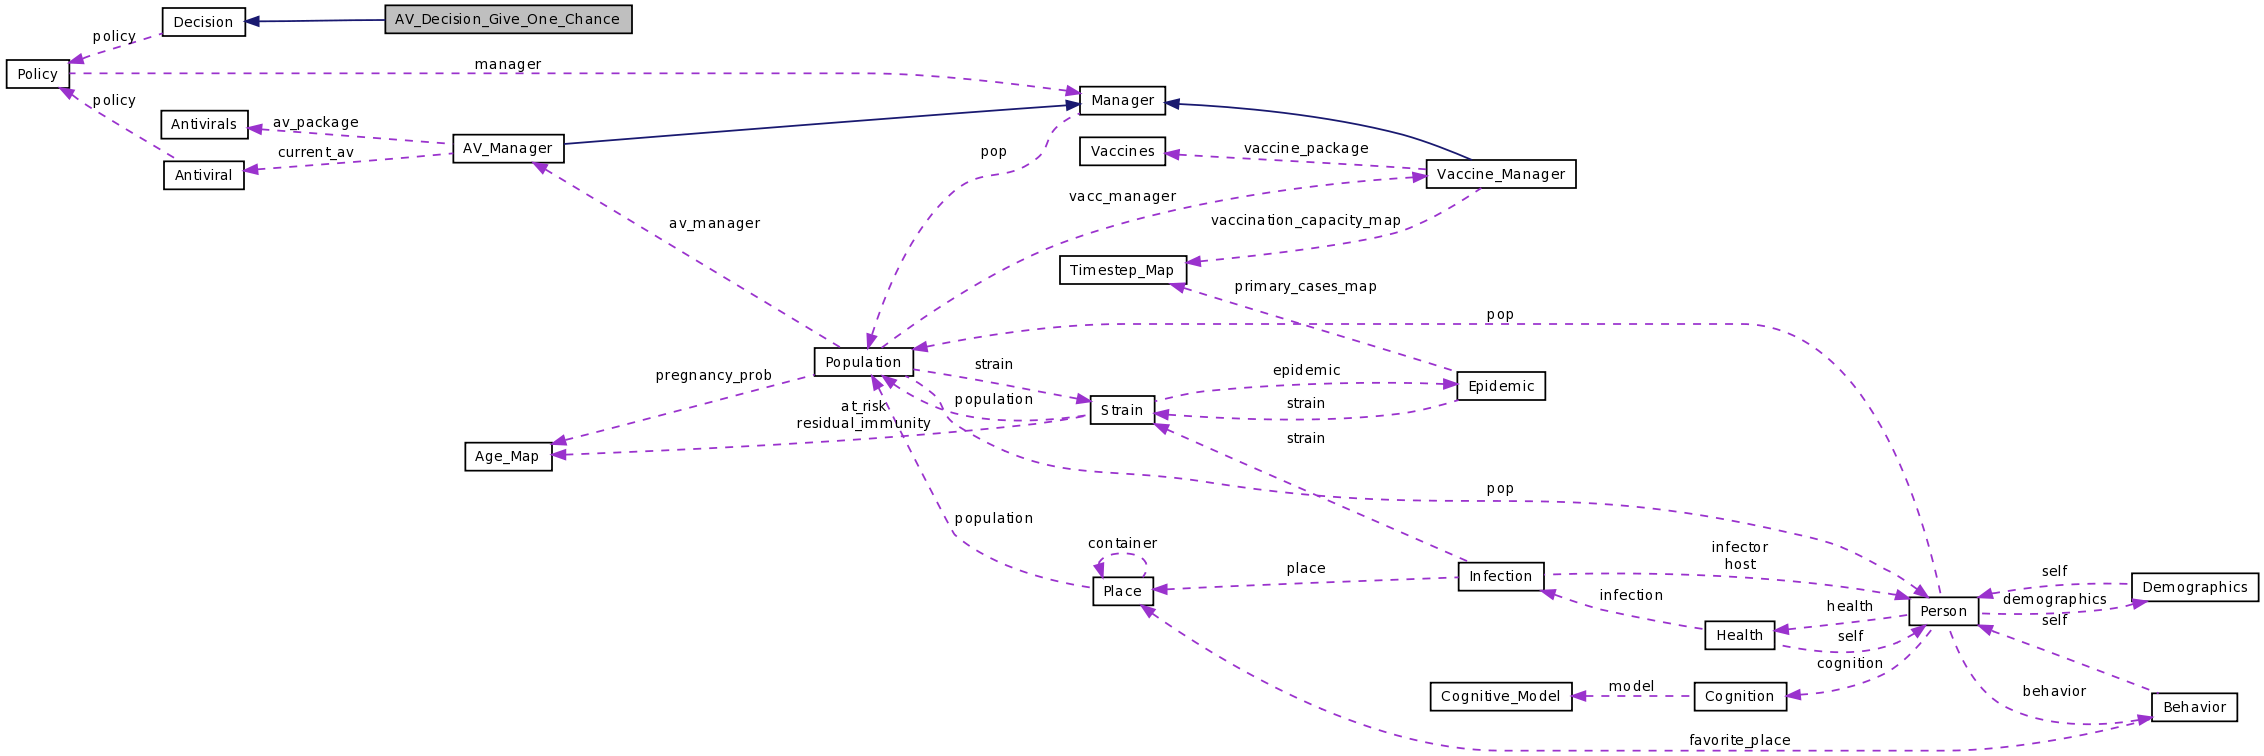 AV_Decision_Give_One_Chance
Decision
policy
manager
Policy
policy
Manager
Antivirals
av_package
AV_Manager
current_av
Antiviral
pop
Vaccines
vaccine_package
Vaccine_Manager
vacc_manager
av_manager
vaccination_capacity_map
Timestep_Map
primary_cases_map
pop
Population
strain
pregnancy_prob
epidemic
Epidemic
population
at_risk
residual_immunity
Strain
strain
strain
Age_Map
pop
population
container
Place
place
Infection
infector
host
infection
self
Demographics
demographics
self
Person
health
Health
self
cognition
Cognitive_Model
model
Cognition
behavior
Behavior
favorite_place